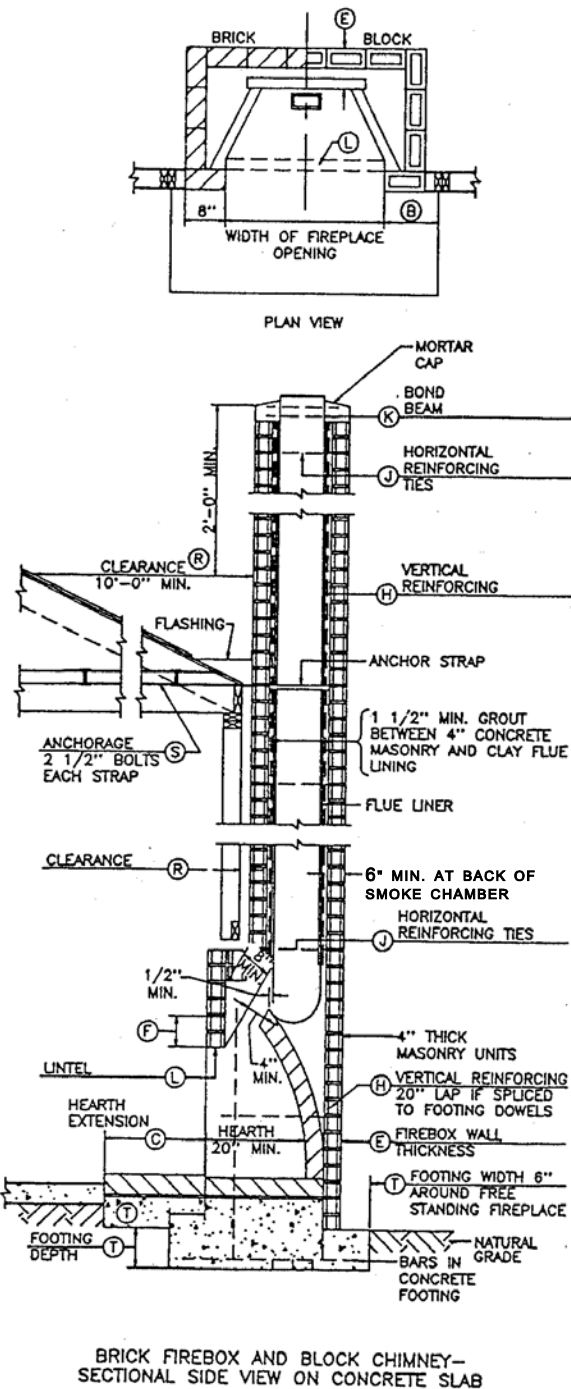 BRICK
E
BLOCK
L
8"
B
WIDTH OF FIREPLACE
OPENING
PLAN VIEW
MORTAR
CAP
BOND
BEAM
K
HORIZONTAL
REINFORCING
TIES
J
2'-0" MIN.
CLEARANCE R
10'-0" MIN.
VERTICAL
REINFORCING
H
FLASHING
ANCHOR STRAP
ANCHORAGE
2 1/2" BOLTS
EACH STRAP
S
1 1/2" MIN. GROUT
BETWEEN 4" CONCRETE
MASONRY AND CLAY FLUE
LINING
FLUE LINER
CLEARANCE R
6" MIN. AT BACK OF
SMOKE CHAMBER
HORIZONTAL
REINFORCING TIES
J
8"
MIN
1/2"
MIN.
F
4"
MIN.
4" THICK
MASONRY UNITS
LINTEL L
H VERTICAL REINFORCING
20" LAP IF SPLICED
TO FOOTING DOWELS
HEARTH
EXTENSION
C
HEARTH
20" MIN.
E FIREBOX WALL
THICKNESS
T FOOTING WIDTH 6"
AROUND FREE
STANDING FIREPLACE
T
FOOTING
DEPTH
T
NATURAL
GRADE
BARS IN
CONCRETE
FOOTING
BRICK FIREBOX AND BLOCK CHIMNEY-
SECTIONAL SIDE VIEW ON CONCRETE SLAB